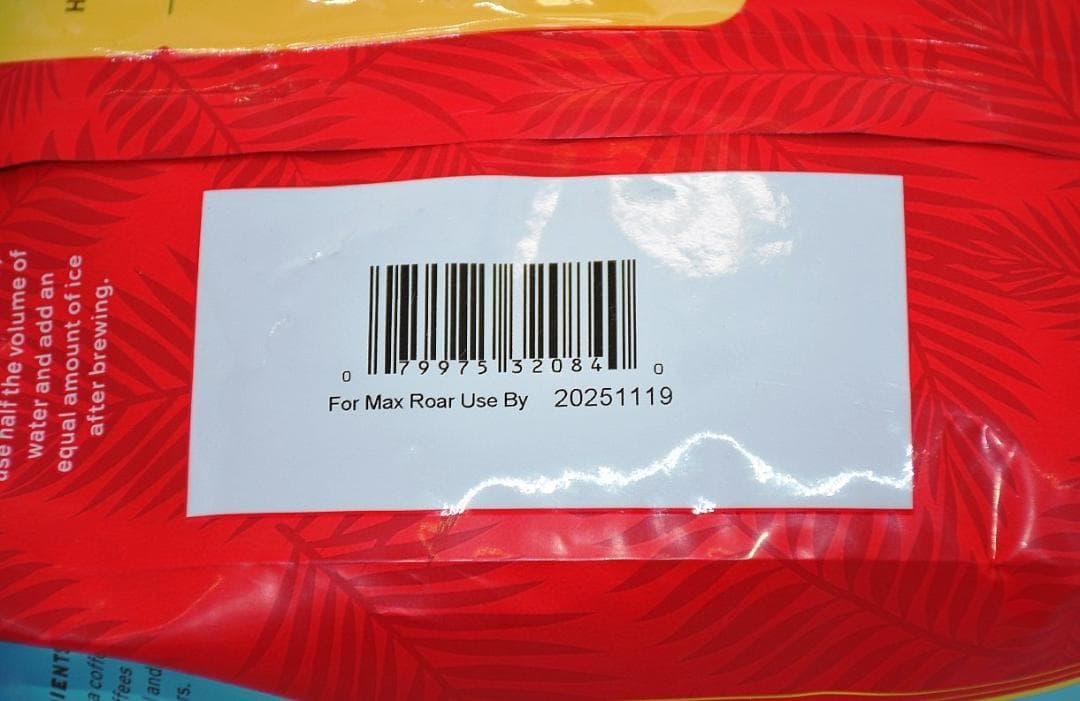 use half the volume of
water and add an
equal amount of ice
after brewing.
0 79975 32084 0
For Max Roar Use By 20251119
and